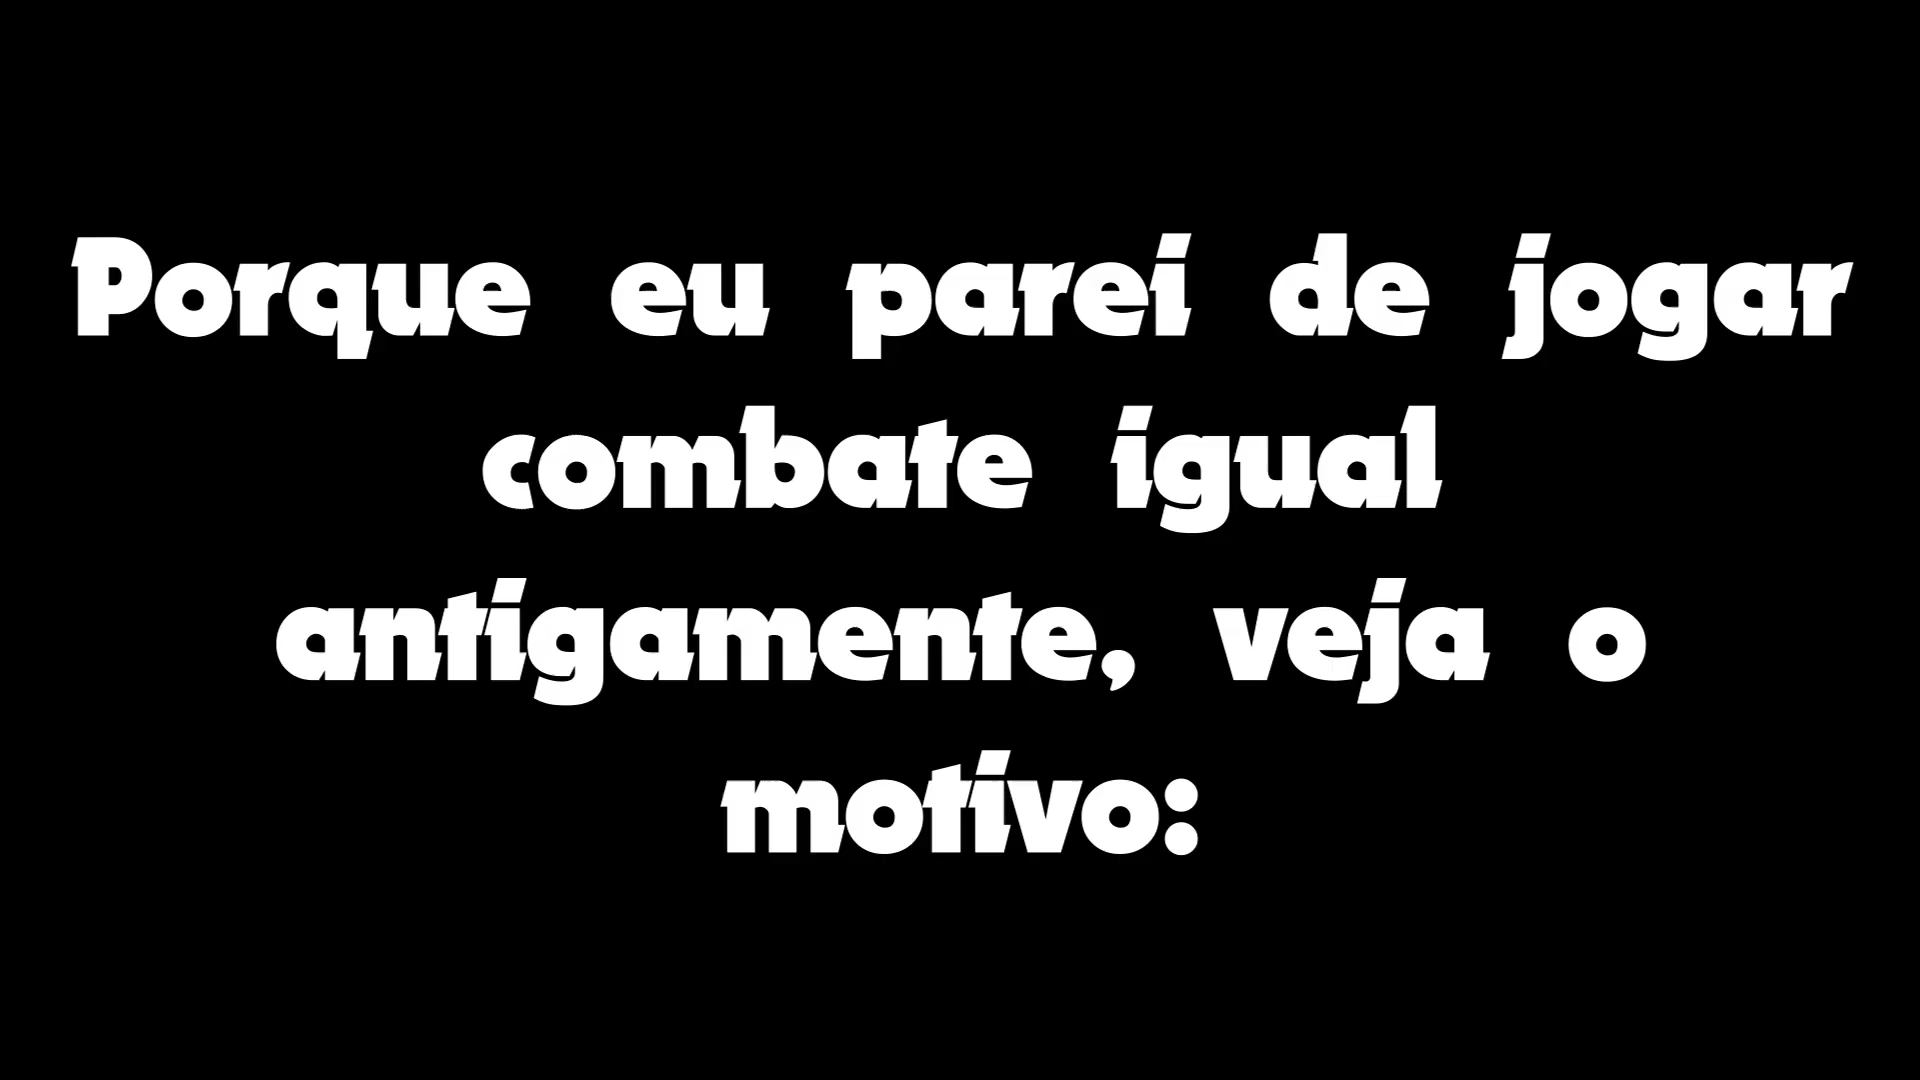 Porque eu parei de jogar
combate igual
antigamente, veja o
motivo: